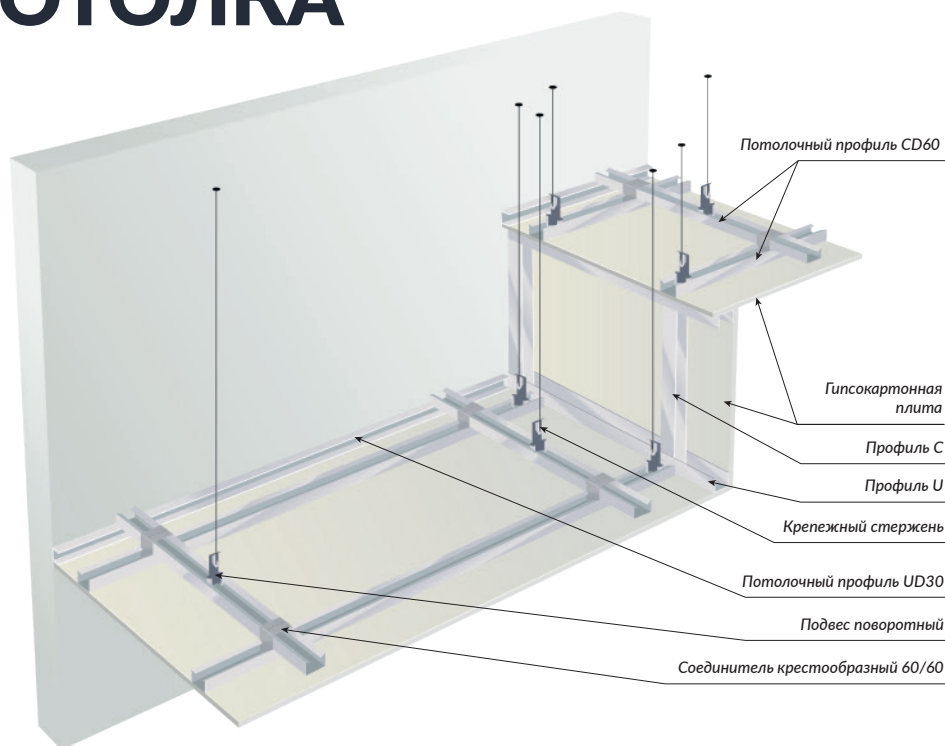 ОТОЛКА
Потолочный профиль CD60
Гипсокартонная
плита
Профиль C
Профиль U
Крепежный стержень
Потолочный профиль UD30
Подвес поворотный
Соединитель крестообразный 60/60